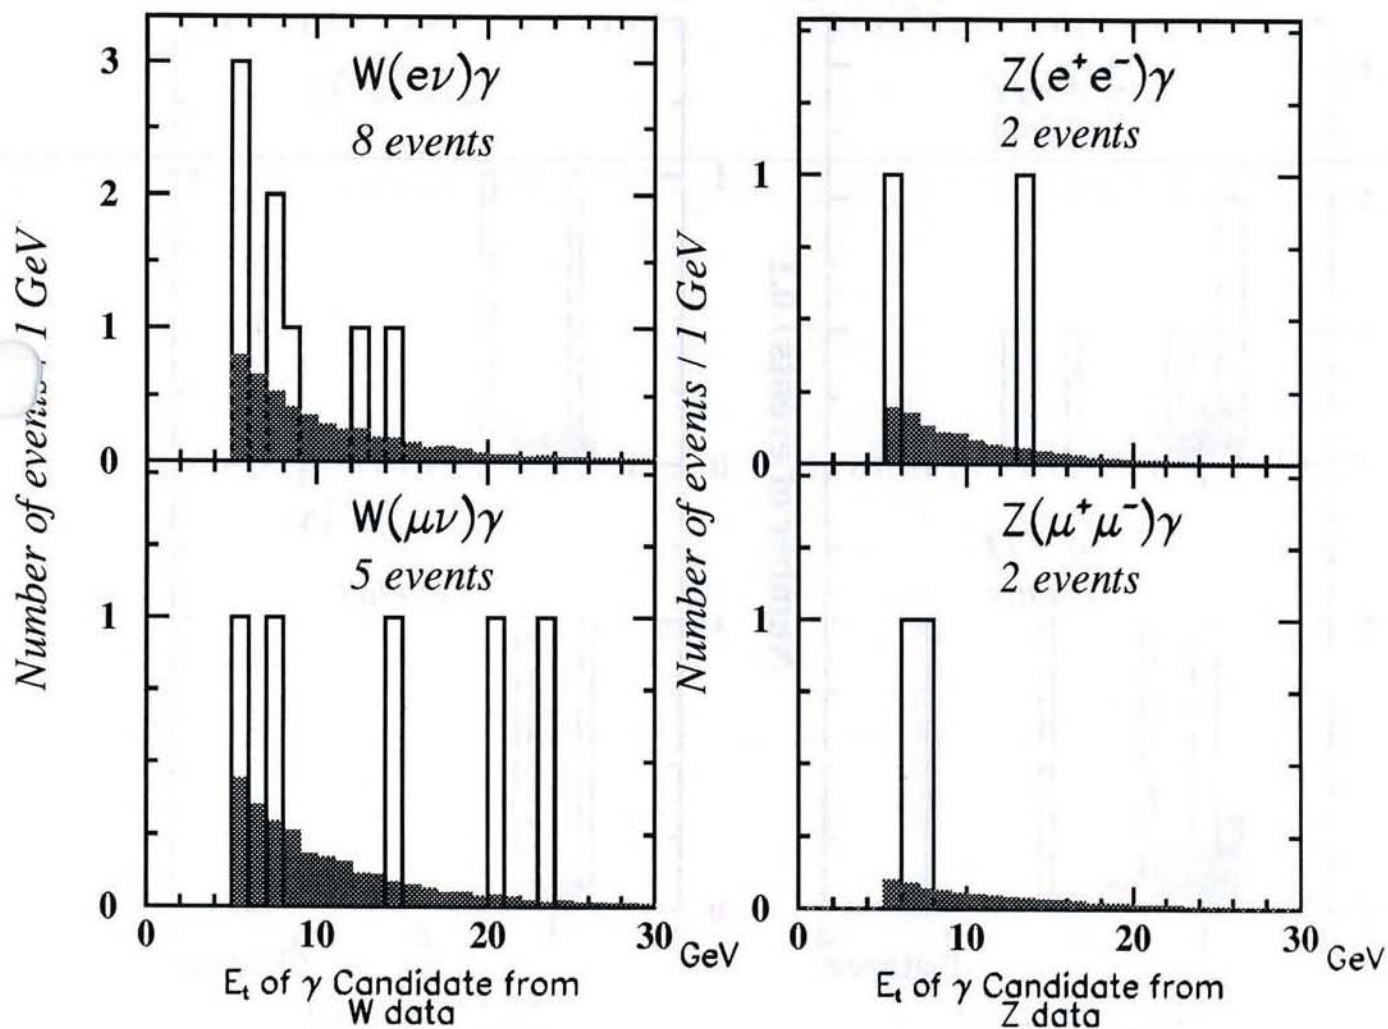 W(eν)γ
8 events
3
2
1
0
Number of events / 1 GeV
W(μν)γ
5 events
1
0
0 10 20 30 GeV
E_t of γ Candidate from
W data
Z(e⁺e⁻)γ
2 events
1
0
Number of events / 1 GeV
Z(μ⁺μ⁻)γ
2 events
1
0
0 10 20 30 GeV
E_t of γ Candidate from
Z data